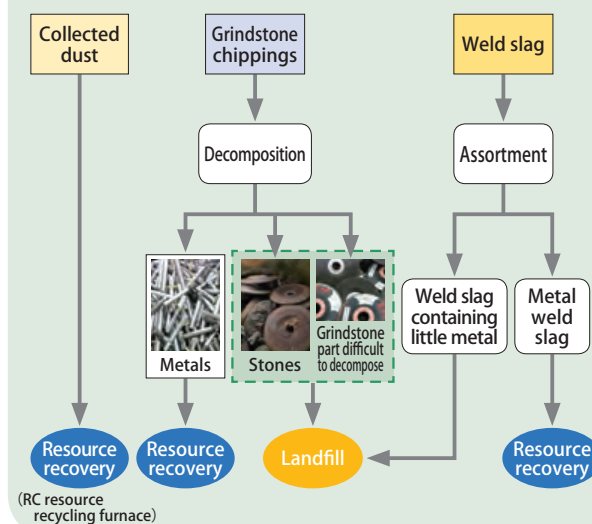 Collected
dust
Grindstone
chippings
Weld slag
Decomposition
Assortment
Metals
Stones
Grindstone
part difficult
to decompose
Weld slag
containing
little metal
Metal
weld
slag
Resource
recovery
(RC resource
recycling furnace)
Resource
recovery
Landfill
Resource
recovery